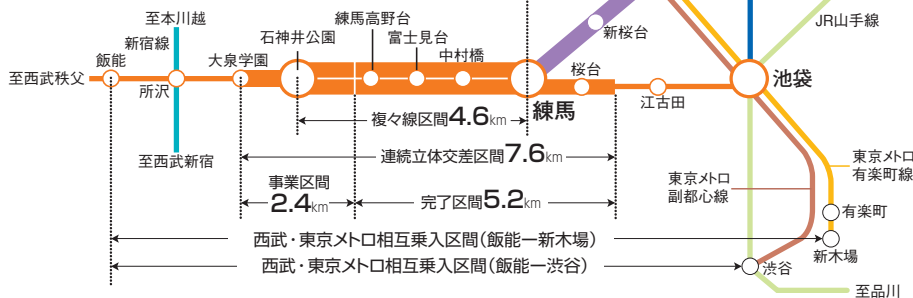 至本川越
新宿線
飯能
至西武秩父
所沢
至西武新宿
大泉学園
石神井公園
練馬高野台
富士見台
中村橋
練馬
新桜台
桜台
江古田
池袋
JR山手線
複々線区間4.6km
連続立体交差区間7.6km
事業区間
2.4km
完了区間5.2km
東京メトロ
副都心線
東京メトロ
有楽町線
有楽町
新木場
渋谷
至品川
西武・東京メトロ相互乗入区間(飯能ー新木場)
西武・東京メトロ相互乗入区間(飯能ー渋谷)